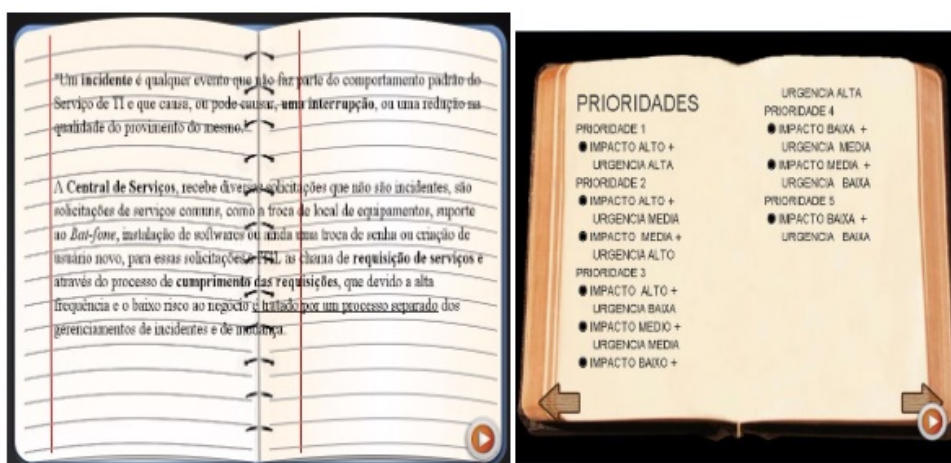 "Um incidente é qualquer evento que não faz parte do comportamento padrão do
Serviço de TI e que causa, ou pode causar, uma interrupção, ou uma redução na
qualidade do provimento do mesmo."
A Central de Serviços, recebe diversas solicitações que não são incidentes, são
solicitações de serviços comuns, como a troca de local de equipamentos, suporte
ao Bat-fone, instalação de softwares ou ainda uma troca de senha ou criação de
usuário novo, para essas solicitações a ITIL as chama de requisição de serviços e
através do processo de cumprimento das requisições, que devido a alta
frequência e o baixo risco ao negócio é tratado por um processo separado dos
gerenciamentos de incidentes e de mudança.
PRIORIDADES
PRIORIDADE 1
IMPACTO ALTO +
URGENCIA ALTA
PRIORIDADE 2
IMPACTO ALTO +
URGENCIA MEDIA
IMPACTO MEDIA +
URGENCIA ALTO
PRIORIDADE 3
IMPACTO ALTO +
URGENCIA BAIXA
IMPACTO MEDIO +
URGENCIA MEDIA
IMPACTO BAIXO +
URGENCIA ALTA
PRIORIDADE 4
IMPACTO BAIXA +
URGENCIA MEDIA
IMPACTO MEDIA +
URGENCIA BAIXA
PRIORIDADE 5
IMPACTO BAIXA +
URGENCIA BAIXA